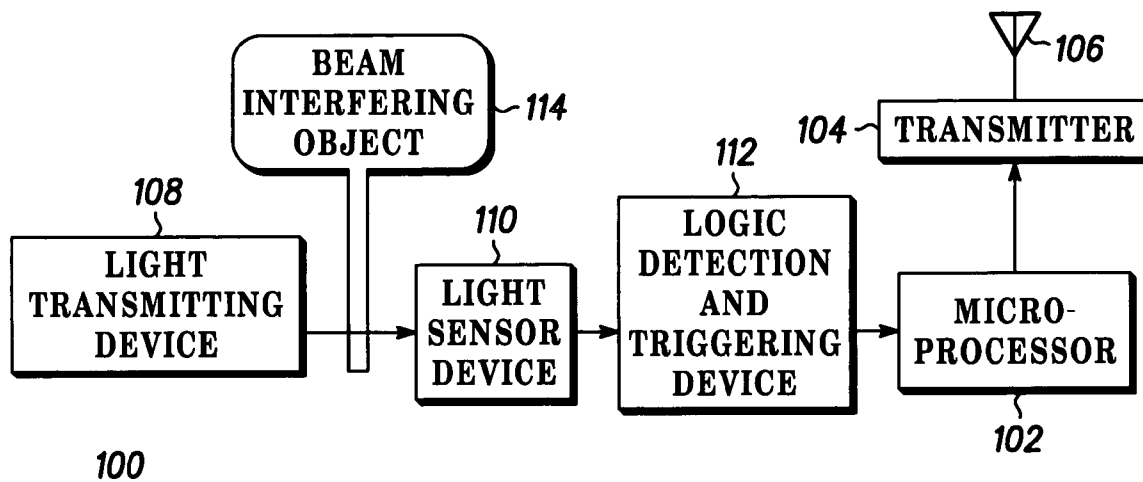 BEAM
INTERFERING
OBJECT
114
106
104
TRANSMITTER
108
LIGHT
TRANSMITTING
DEVICE
110
LIGHT
SENSOR
DEVICE
112
LOGIC
DETECTION
AND
TRIGGERING
DEVICE
MICRO-
PROCESSOR
102
100